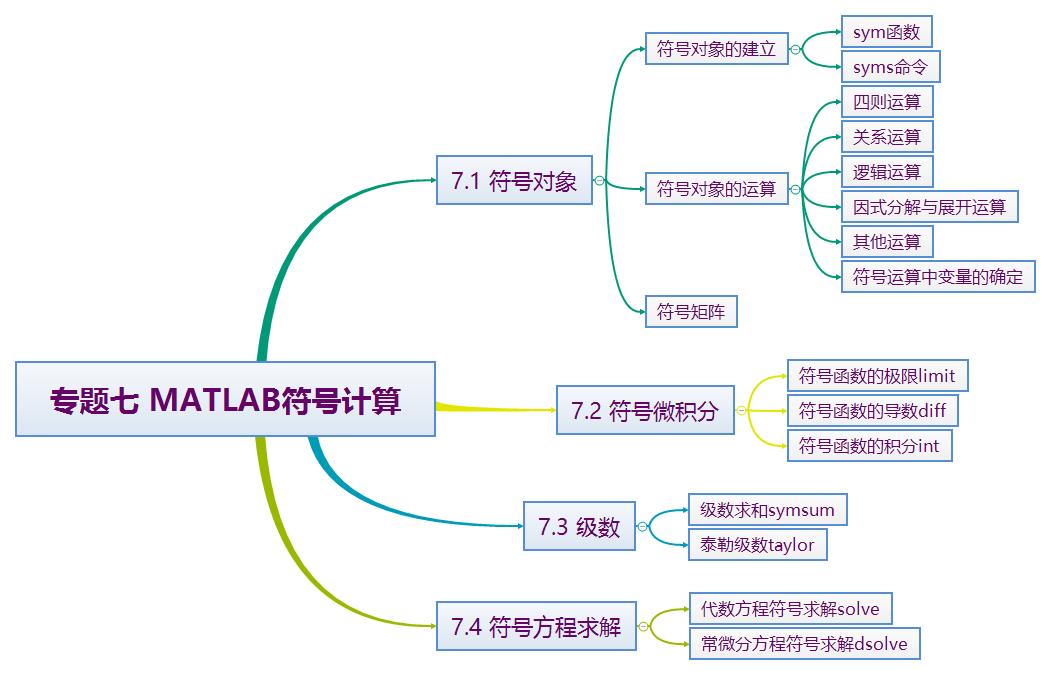 专题七 MATLAB符号计算
7.1 符号对象
符号对象的建立
sym函数
syms命令
符号对象的运算
四则运算
关系运算
逻辑运算
因式分解与展开运算
其他运算
符号运算中变量的确定
符号矩阵
7.2 符号微积分
符号函数的极限limit
符号函数的导数diff
符号函数的积分int
7.3 级数
级数求和symsum
泰勒级数taylor
7.4 符号方程求解
代数方程符号求解solve
常微分方程符号求解dsolve